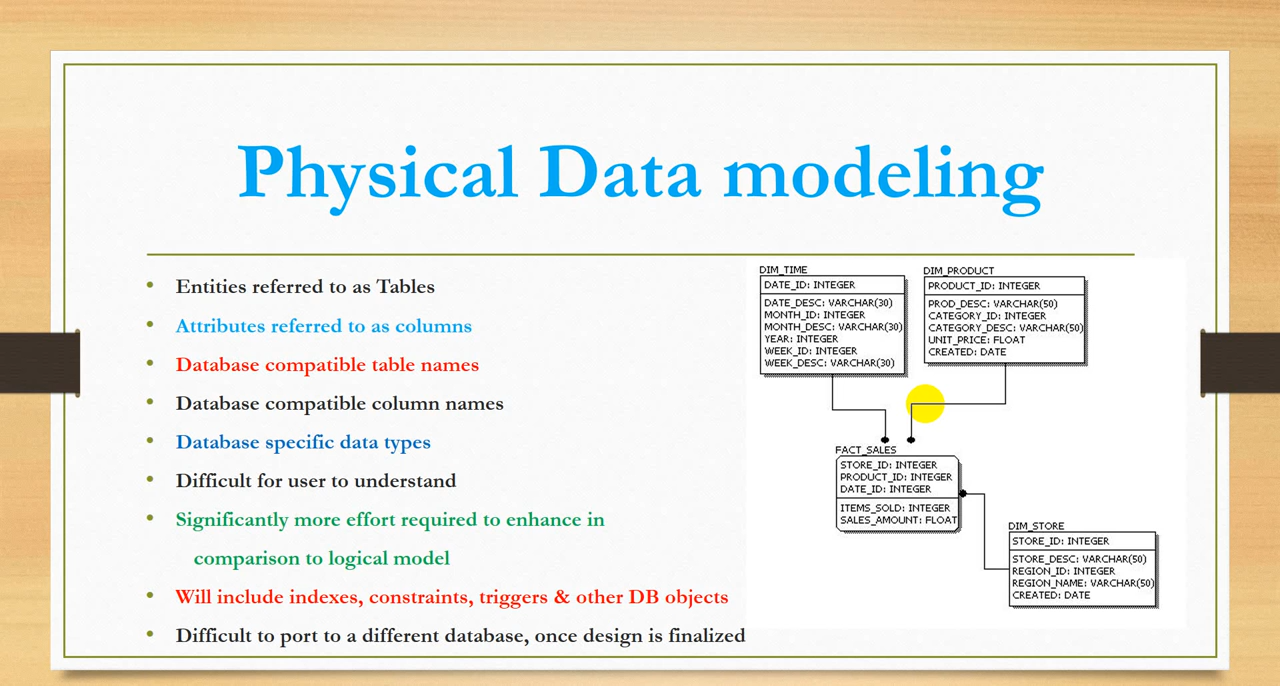 Physical Data modeling
• Entities referred to as Tables
• Attributes referred to as columns
• Database compatible table names
• Database compatible column names
• Database specific data types
• Difficult for user to understand
• Significantly more effort required to enhance in
comparison to logical model
• Will include indexes, constraints, triggers & other DB objects
• Difficult to port to a different database, once design is finalized
DIM_TIME
DATE_ID: INTEGER
DATE_DESC: VARCHAR(30)
MONTH_ID: INTEGER
MONTH_DESC: VARCHAR(30)
YEAR: INTEGER
WEEK_ID: INTEGER
WEEK_DESC: VARCHAR(30)
DIM_PRODUCT
PRODUCT_ID: INTEGER
PROD_DESC: VARCHAR(50)
CATEGORY_ID: INTEGER
CATEGORY_DESC: VARCHAR(50)
UNIT_PRICE: FLOAT
CREATED: DATE
FACT_SALES
STORE_ID: INTEGER
PRODUCT_ID: INTEGER
DATE_ID: INTEGER
ITEMS_SOLD: INTEGER
SALES_AMOUNT: FLOAT
DIM_STORE
STORE_ID: INTEGER
STORE_DESC: VARCHAR(50)
REGION_ID: INTEGER
REGION_NAME: VARCHAR(50)
CREATED: DATE